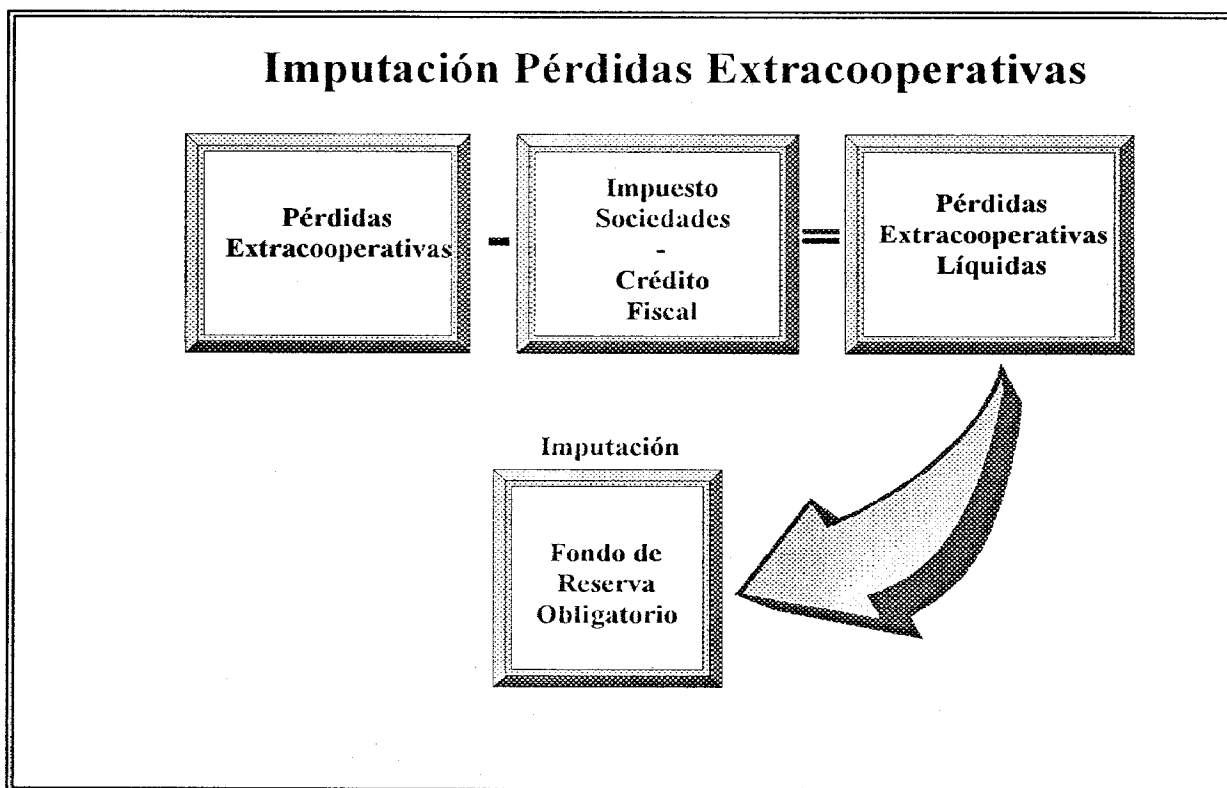 Imputación Pérdidas Extracooperativas
Pérdidas
Extracooperativas
-
Impuesto
Sociedades
-
Crédito
Fiscal
=
Pérdidas
Extracooperativas
Líquidas
Imputación
Fondo de
Reserva
Obligatorio